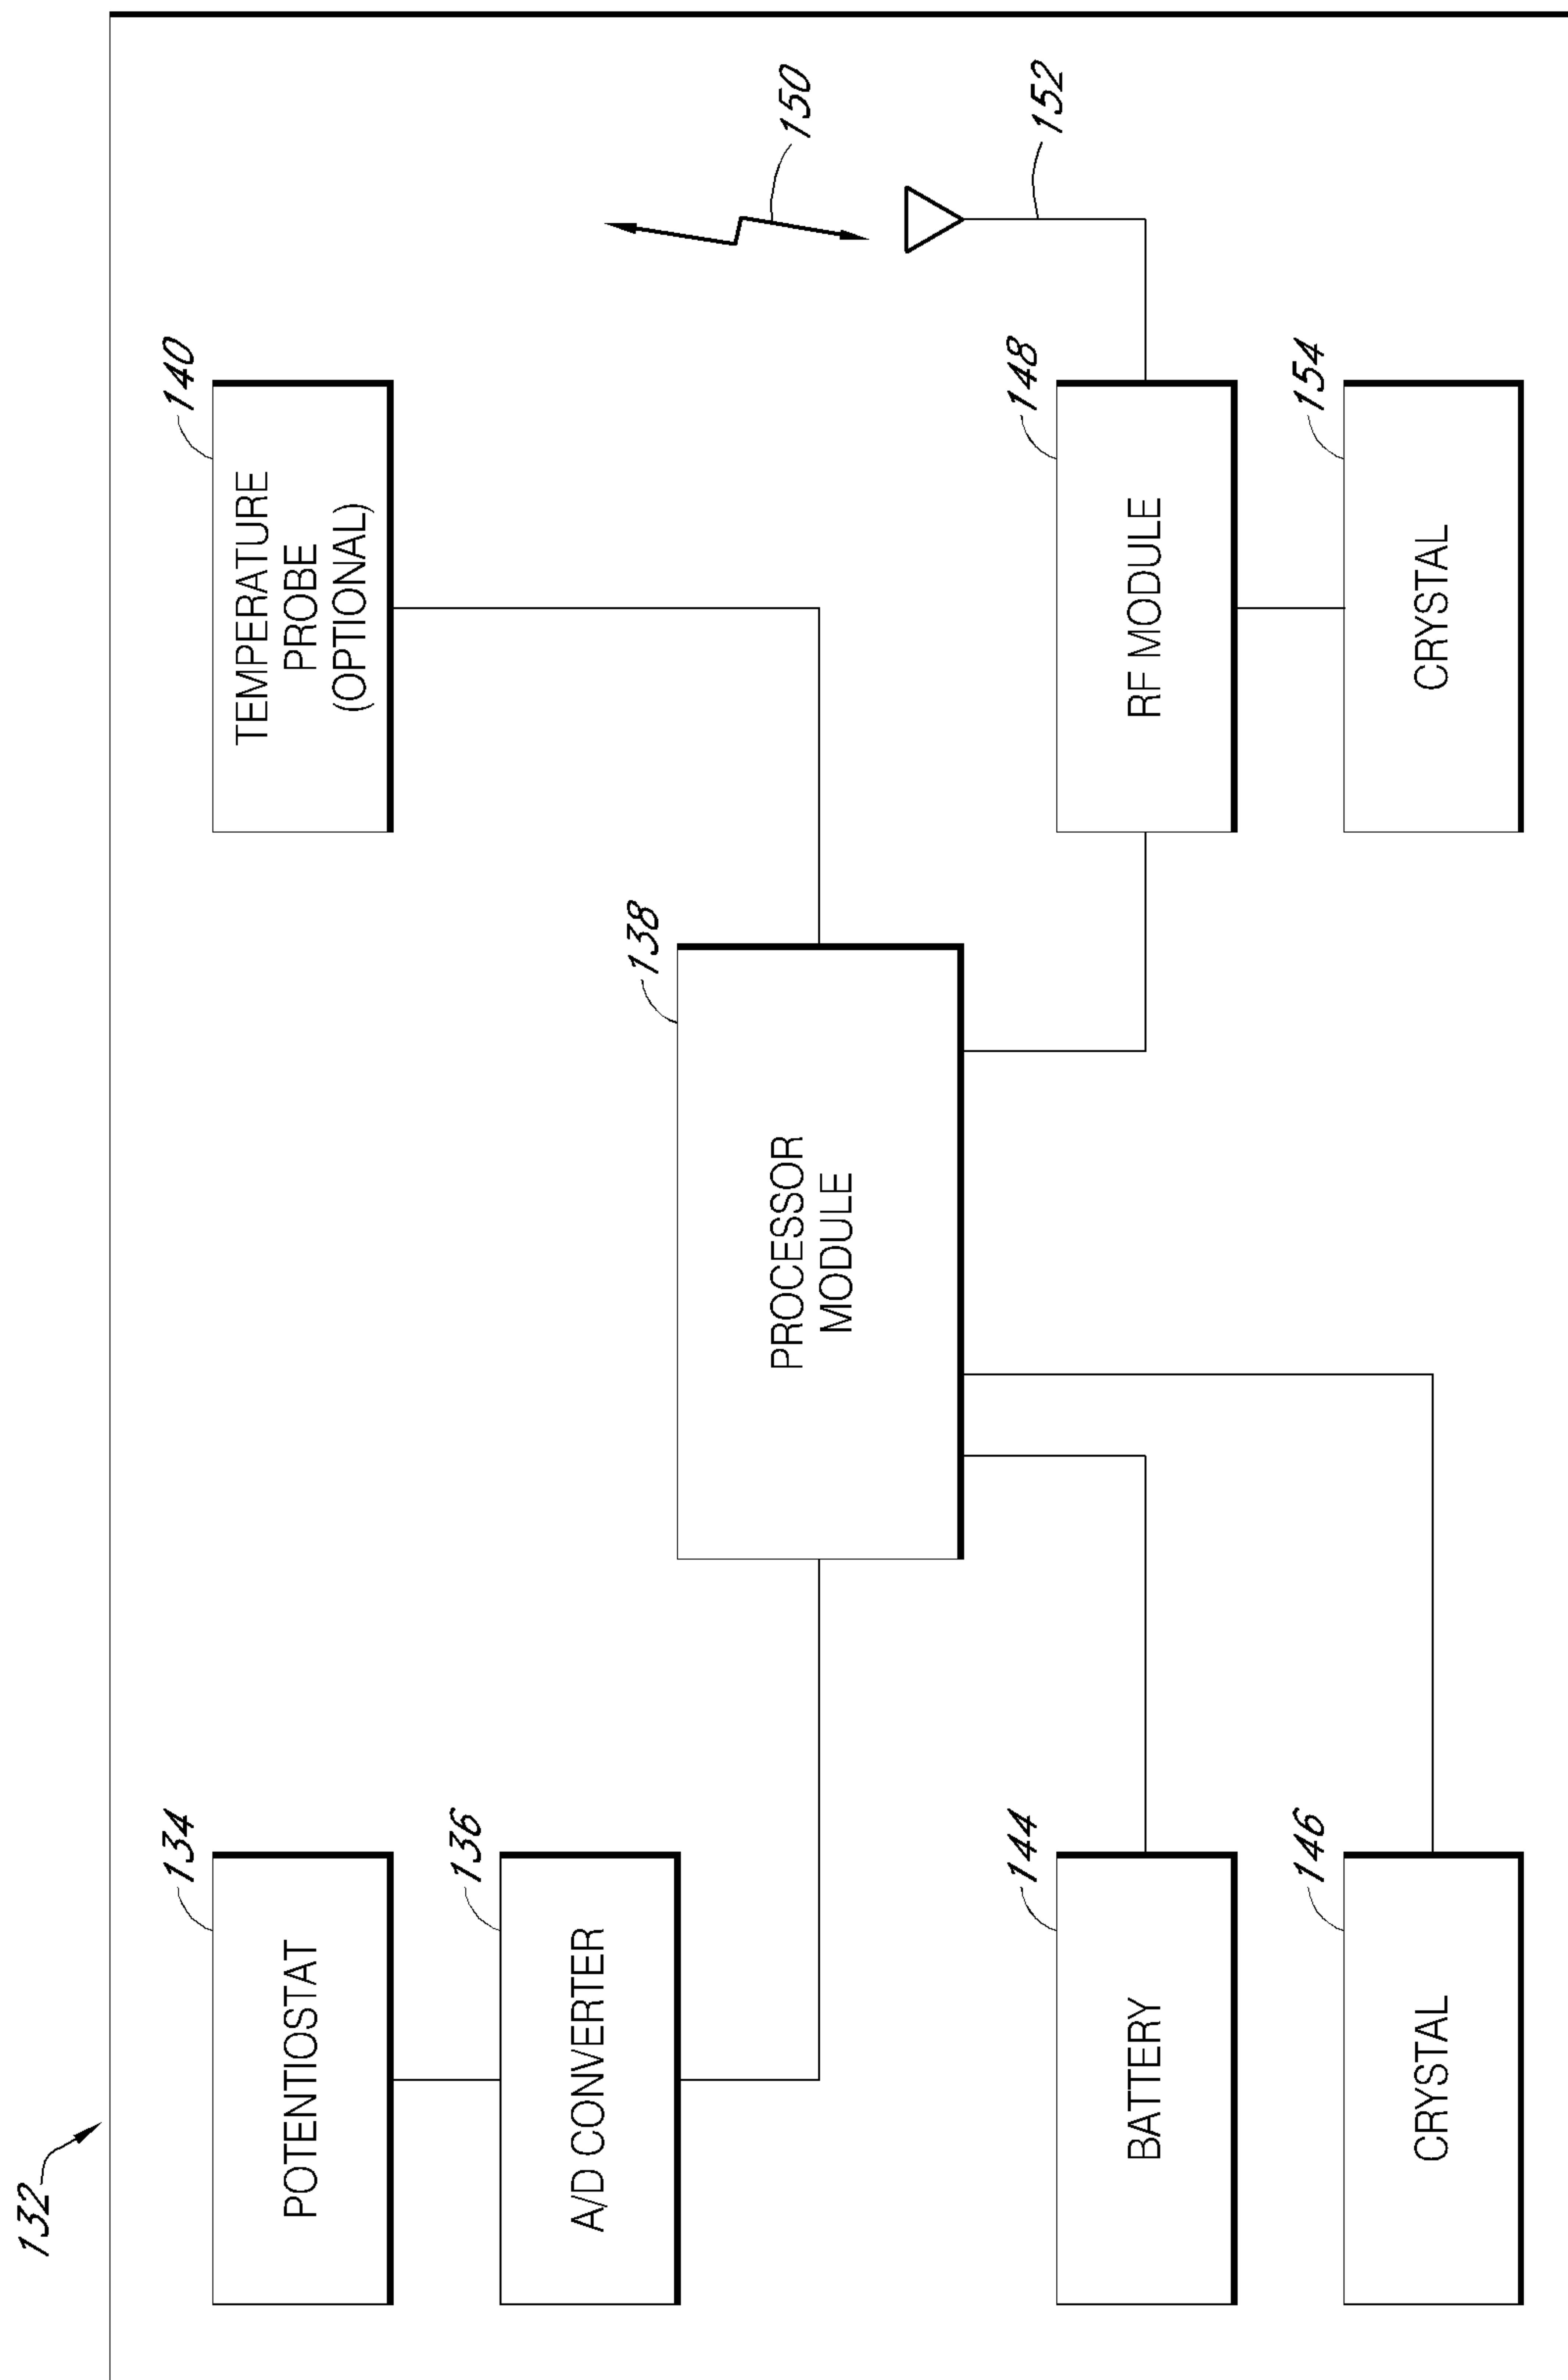 132
134
POTENTIOSTAT
136
A/D CONVERTER
138
PROCESSOR
MODULE
140
TEMPERATURE
PROBE
(OPTIONAL)
144
BATTERY
146
CRYSTAL
148
RF MODULE
150
152
154
CRYSTAL